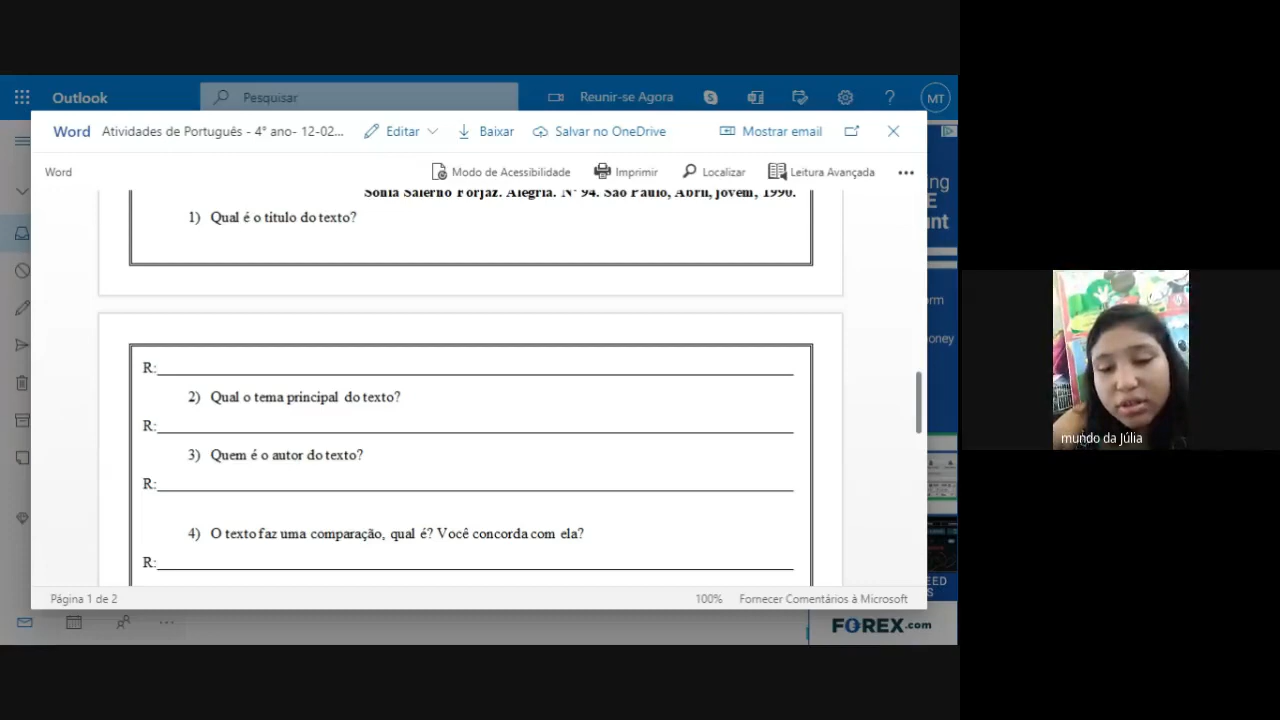 Outlook
Pesquisar
Reunir-se Agora
MT
Word
Atividades de Português - 4° ano- 12-02...
Editar
Baixar
Salvar no OneDrive
Mostrar email
Word
Modo de Acessibilidade
Imprimir
Localizar
Leitura Avançada
Sônia Salerno Forjaz. Alegria. N° 94. São Paulo, Abril, jovem, 1990.
1) Qual é o título do texto?
R:
2) Qual o tema principal do texto?
R:
3) Quem é o autor do texto?
R:
4) O texto faz uma comparação, qual é? Você concorda com ela?
R:
Página 1 de 2
100%
Fornecer Comentários à Microsoft
FOREX.com
mundo da Júlia